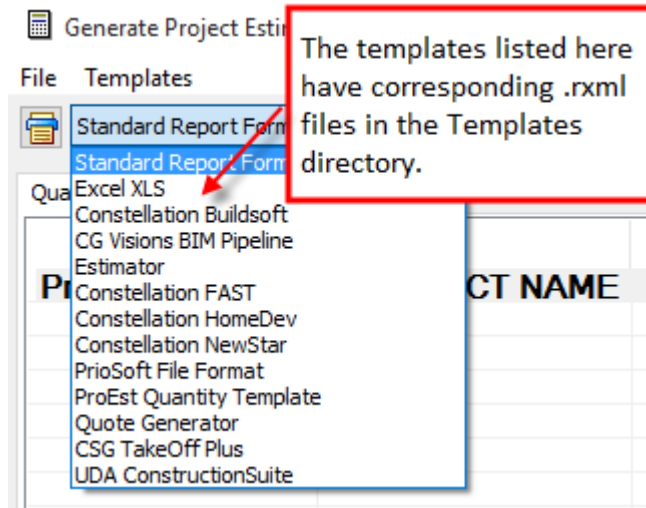 Generate Project Esti
The templates listed here
have corresponding .rxml
files in the Templates
directory.
File Templates
Standard Report Form
Standard Report Form
Qua
Excel XLS
Constellation Buildsoft
CG Visions BIM Pipeline
Estimator
Constellation FAST
CT NAME
Constellation HomeDev
Constellation NewStar
PrioSoft File Format
ProEst Quantity Template
Quote Generator
CSG TakeOff Plus
UDA ConstructionSuite